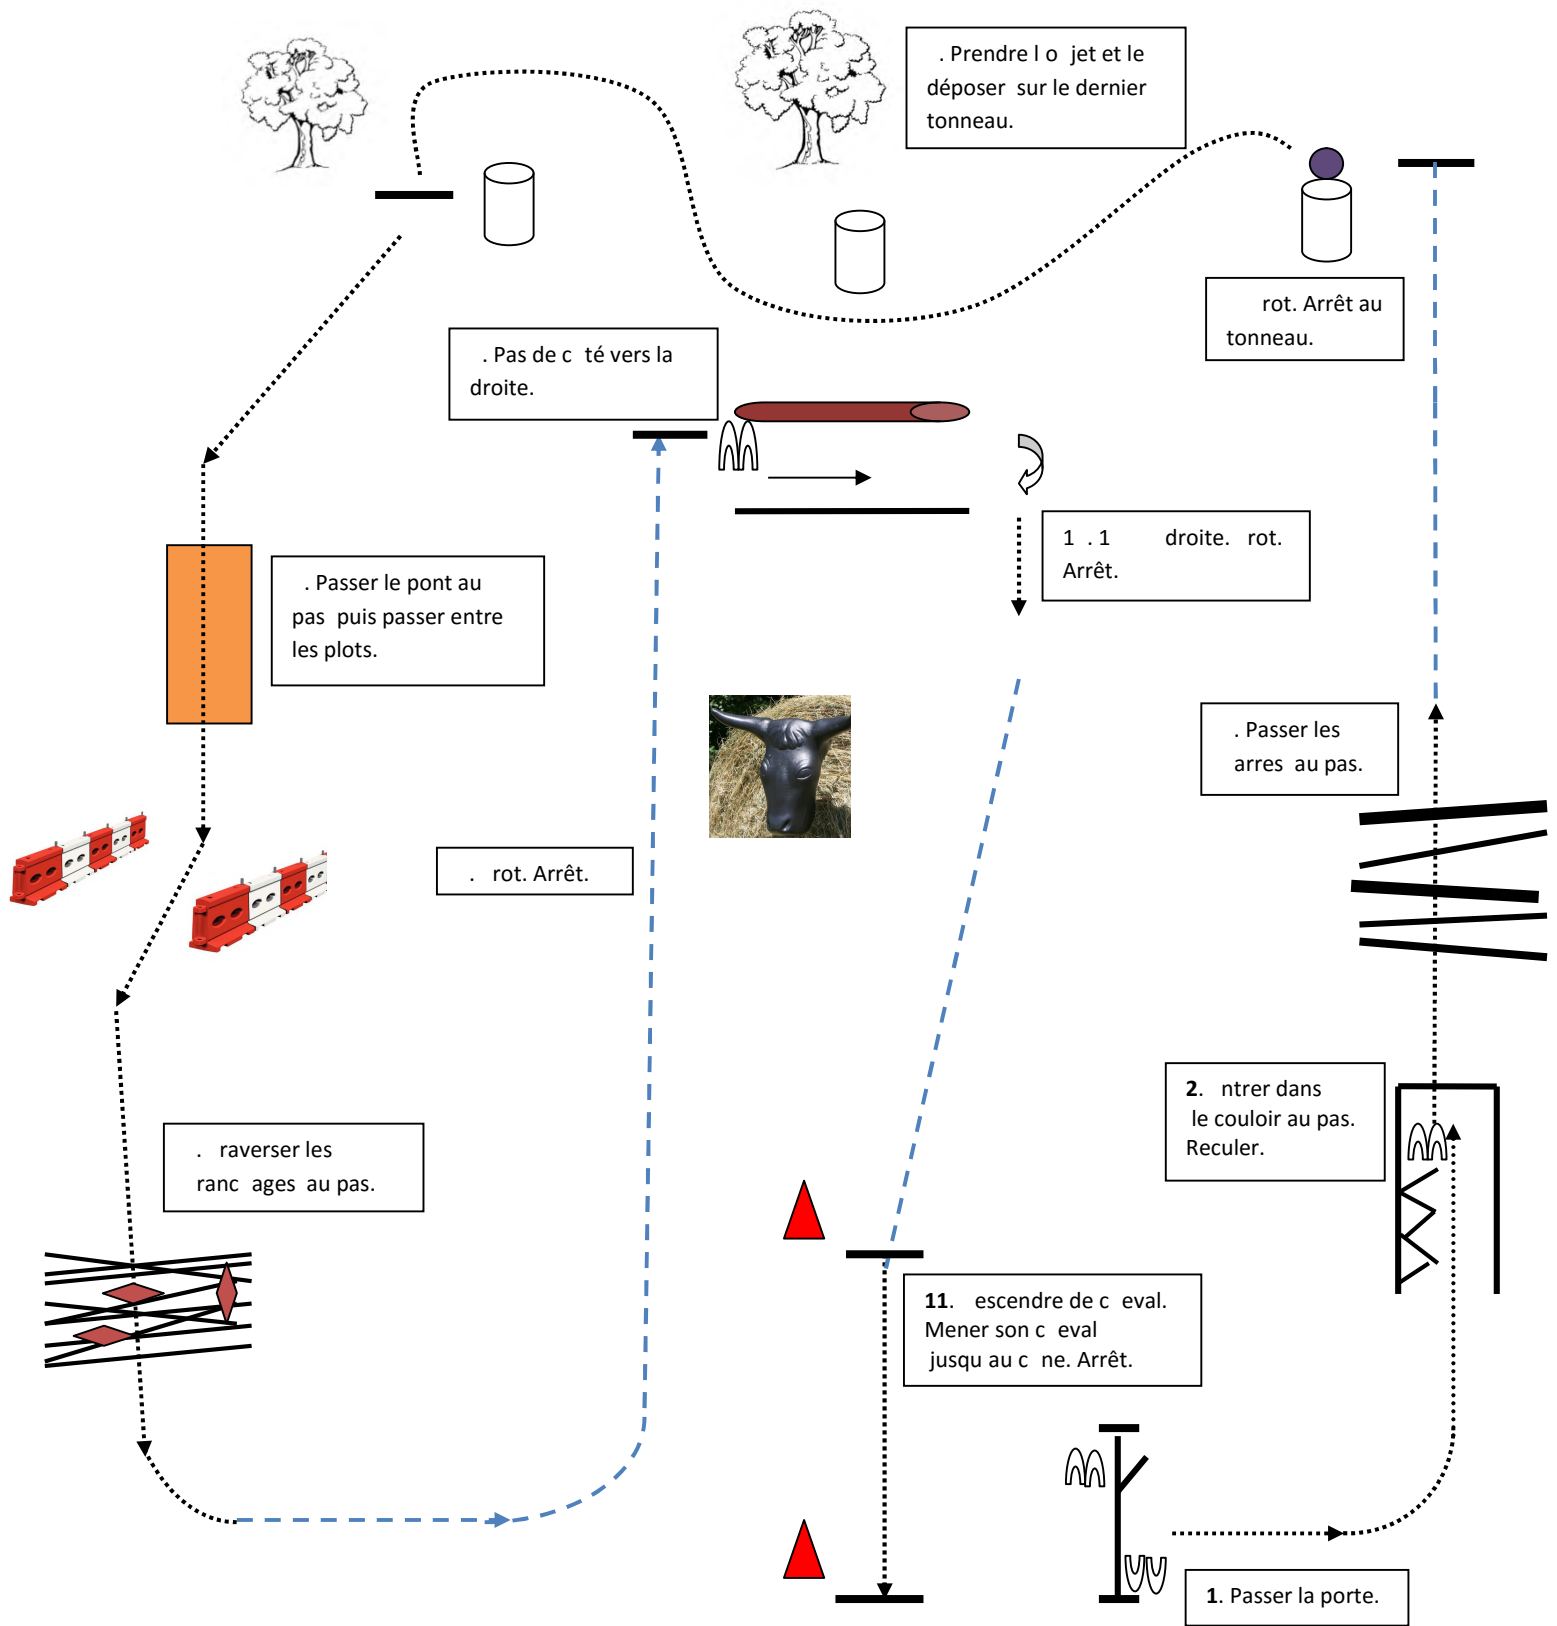 . Prendre l o jet et le
déposer sur le dernier
tonneau.
rot. Arrêt au
tonneau.
. Pas de c té vers la
droite.
1 . 1 droite. rot.
Arrêt.
. Passer le pont au
pas puis passer entre
les plots.
. Passer les
arres au pas.
. rot. Arrêt.
2. ntrer dans
le couloir au pas.
Reculer.
. raverser les
ranc ages au pas.
11. escendre de c eval.
Mener son c eval
jusqu au c ne. Arrêt.
1. Passer la porte.